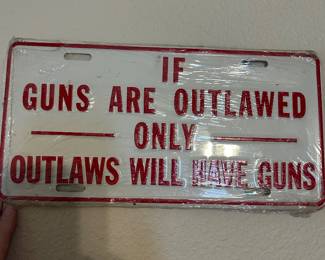 IF
GUNS ARE OUTLAWED
ONLY
OUTLAWS WILL HAVE GUNS